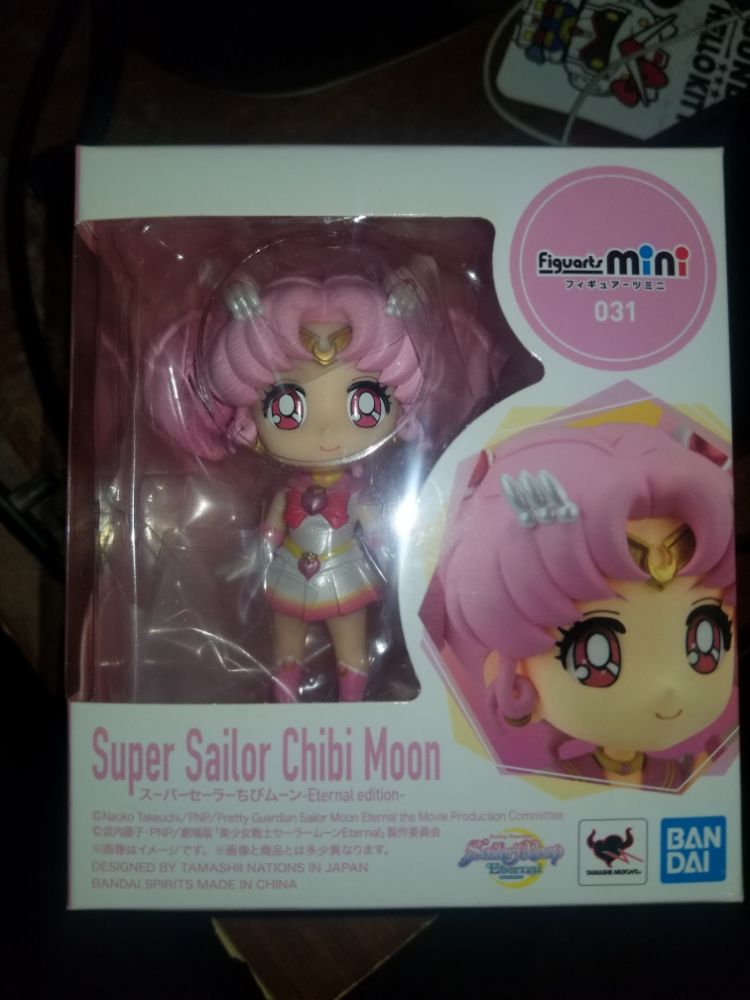 HELLO KITTY
Figuarts mini
フィギュアーツミニ
031
Super Sailor Chibi Moon
スーパーセーラーちびムーン-Eternal edition-
©Naoko Takeuchi/PNP/Pretty Guardian Sailor Moon Eternal the Movie Production Committee
©武内直子・PNP/劇場版「美少女戦士セーラームーンEternal」製作委員会
※画像はイメージです。 ※画像と商品とは多少異なります。
DESIGNED BY TAMASHII NATIONS IN JAPAN
BANDAI SPIRITS MADE IN CHINA
Sailor Moon
Eternal
TAMASHII NATIONS
BAN
DAI